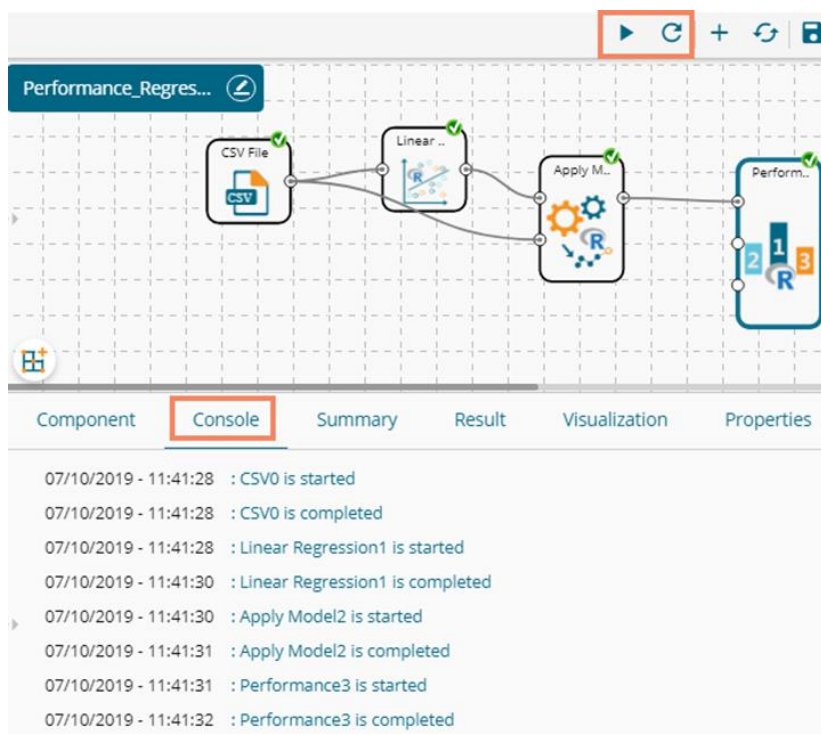 Performance_Regres...
CSV File
CSV
Linear ..
R
Apply M..
R
Perform..
2 1 3
R
Component Console Summary Result Visualization Properties
07/10/2019 - 11:41:28 : CSV0 is started
07/10/2019 - 11:41:28 : CSV0 is completed
07/10/2019 - 11:41:28 : Linear Regression1 is started
07/10/2019 - 11:41:30 : Linear Regression1 is completed
07/10/2019 - 11:41:30 : Apply Model2 is started
07/10/2019 - 11:41:31 : Apply Model2 is completed
07/10/2019 - 11:41:31 : Performance3 is started
07/10/2019 - 11:41:32 : Performance3 is completed